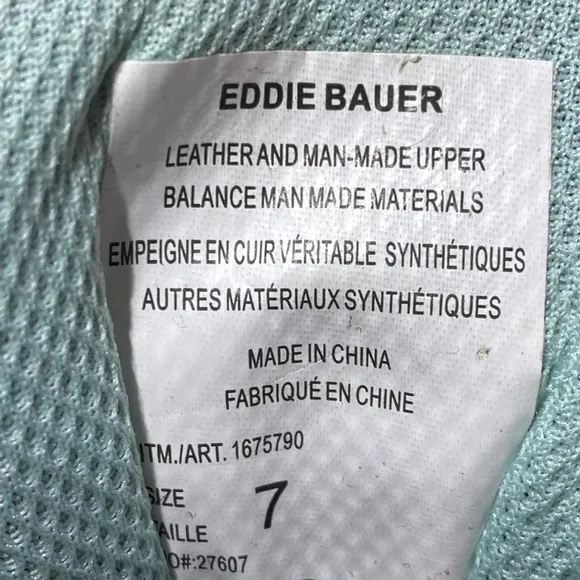 EDDIE BAUER
LEATHER AND MAN-MADE UPPER
BALANCE MAN MADE MATERIALS
EMPEIGNE EN CUIR VÉRITABLE SYNTHÉTIQUES
AUTRES MATÉRIAUX SYNTHÉTIQUES
MADE IN CHINA
FABRIQUÉ EN CHINE
ITM./ART. 1675790
SIZE 7
TAILLE
O#:27607